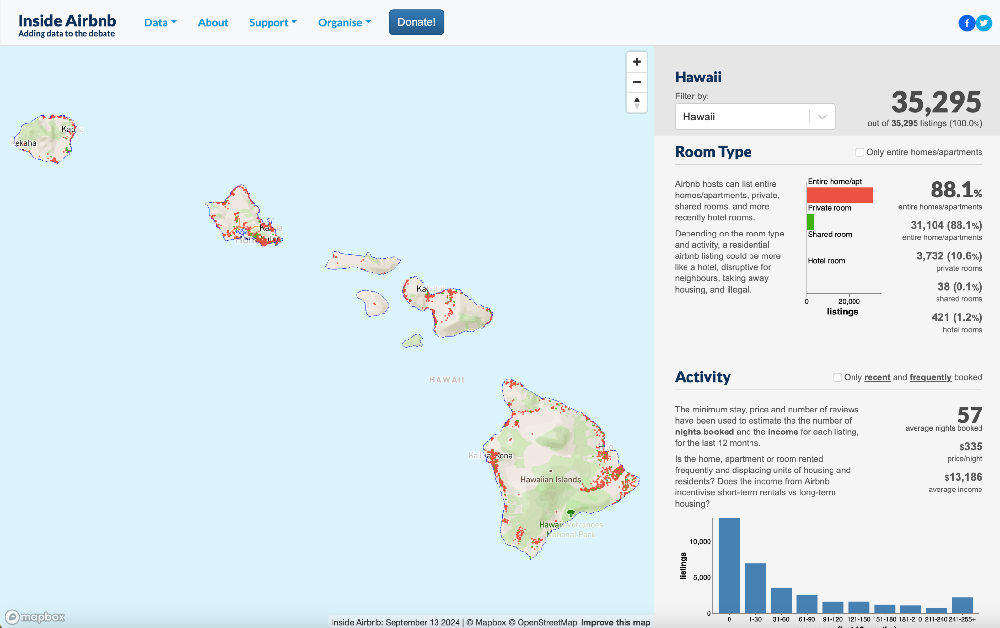 Inside Airbnb
Adding data to the debate
Data
About
Support
Organise
Donate!
Kapaa
Kekaha
Kailua
Honolulu
Kahului
HAWAII
Hilo
Kailua-Kona
Hawaiian Islands
Hawai'i Volcanoes
National Park
mapbox
Inside Airbnb: September 13 2024 | © Mapbox © OpenStreetMap Improve this map
Hawaii
Filter by:
Hawaii
35,295
out of 35,295 listings (100.0%)
Room Type
Only entire homes/apartments
Airbnb hosts can list entire
homes/apartments, private,
shared rooms, and more
recently hotel rooms.
Depending on the room type
and activity, a residential
airbnb listing could be more
like a hotel, disruptive for
neighbours, taking away
housing, and illegal.
Entire home/apt
Private room
Shared room
Hotel room
0
20,000
listings
88.1%
entire homes/apartments
31,104 (88.1%)
entire home/apartments
3,732 (10.6%)
private rooms
38 (0.1%)
shared rooms
421 (1.2%)
hotel rooms
Activity
Only recent and frequently booked
The minimum stay, price and number of reviews
have been used to estimate the the number of
nights booked and the income for each listing,
for the last 12 months.
Is the home, apartment or room rented
frequently and displacing units of housing and
residents? Does the income from Airbnb
incentivise short-term rentals vs long-term
housing?
57
average nights booked
$335
price/night
$13,186
average income
10,000
5,000
0
listings
0 1-30 31-60 61-90 91-120 121-150 151-180 181-210 211-240 241-255+
occupancy (last 12 months)